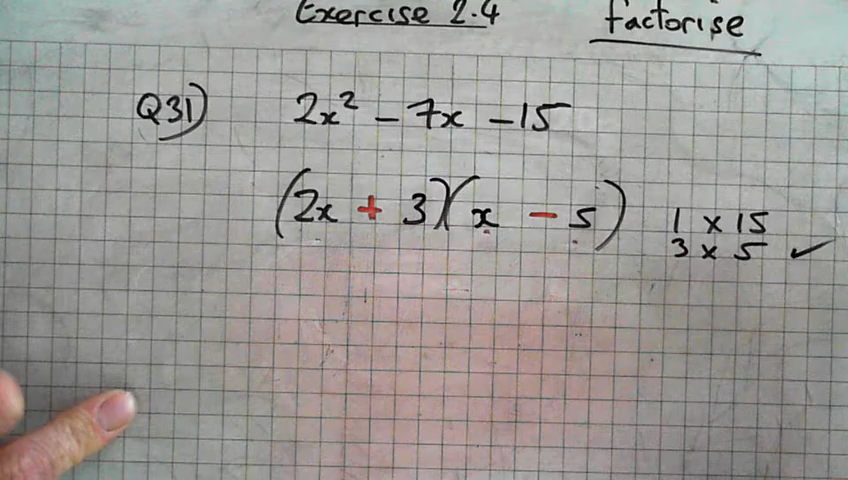 Exercise 2.4 factorise
Q31) 2x² - 7x - 15
(2x + 3)(x - 5)
1 x 15
3 x 5 ✓